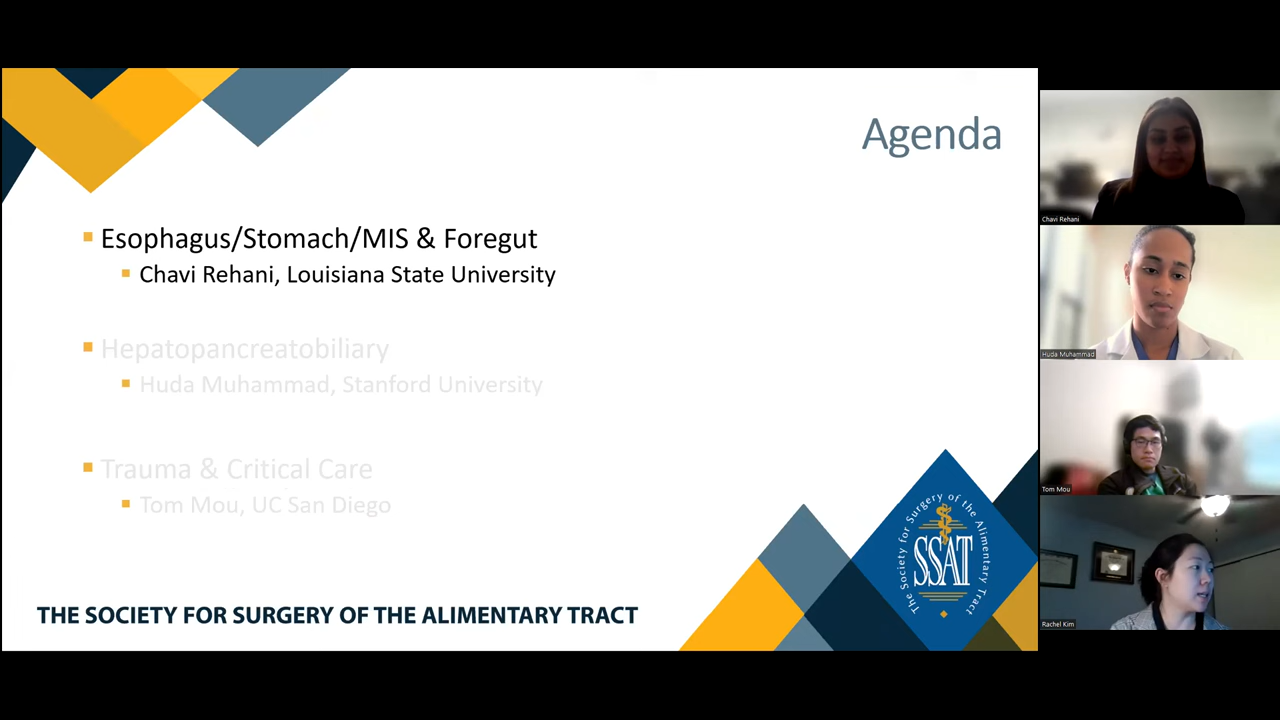 Agenda
Esophagus/Stomach/MIS & Foregut
Chavi Rehani, Louisiana State University
Hepatopancreatobiliary
Huda Muhammad, Stanford University
Trauma & Critical Care
Tom Mou, UC San Diego
THE SOCIETY FOR SURGERY OF THE ALIMENTARY TRACT
The Society for Surgery of the Alimentary Tract
SSAT
Chavi Rehani
Huda Muhammad
Tom Mou
Rachel Kim